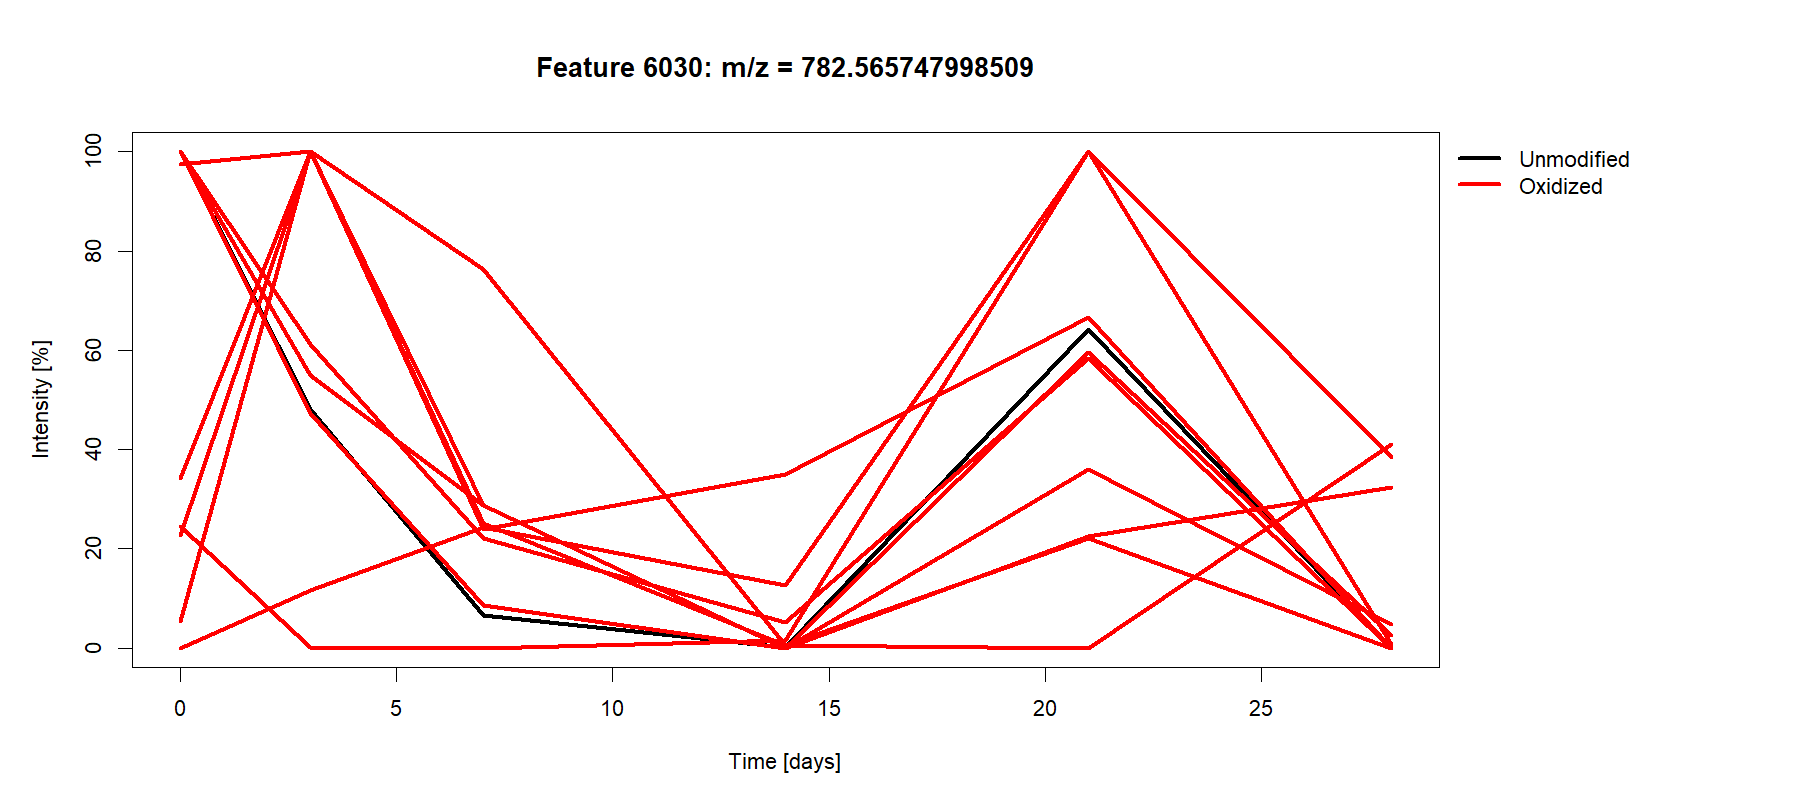 Feature 6030: m/z = 782.565747998509
Unmodified
Oxidized
Intensity [%]
100
80
60
40
20
0
0 5 10 15 20 25
Time [days]